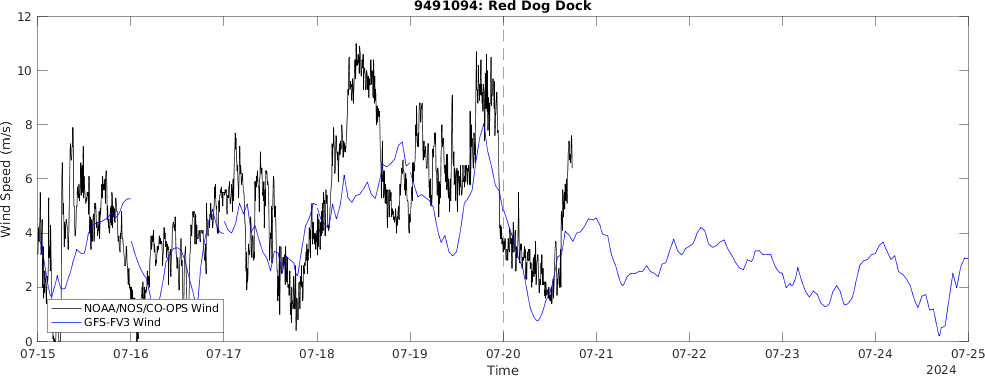 9491094: Red Dog Dock
Wind Speed (m/s)
12
10
8
6
4
2
0
NOAA/NOS/CO-OPS Wind
GFS-FV3 Wind
07-15 07-16 07-17 07-18 07-19 07-20 07-21 07-22 07-23 07-24 07-25
Time
2024